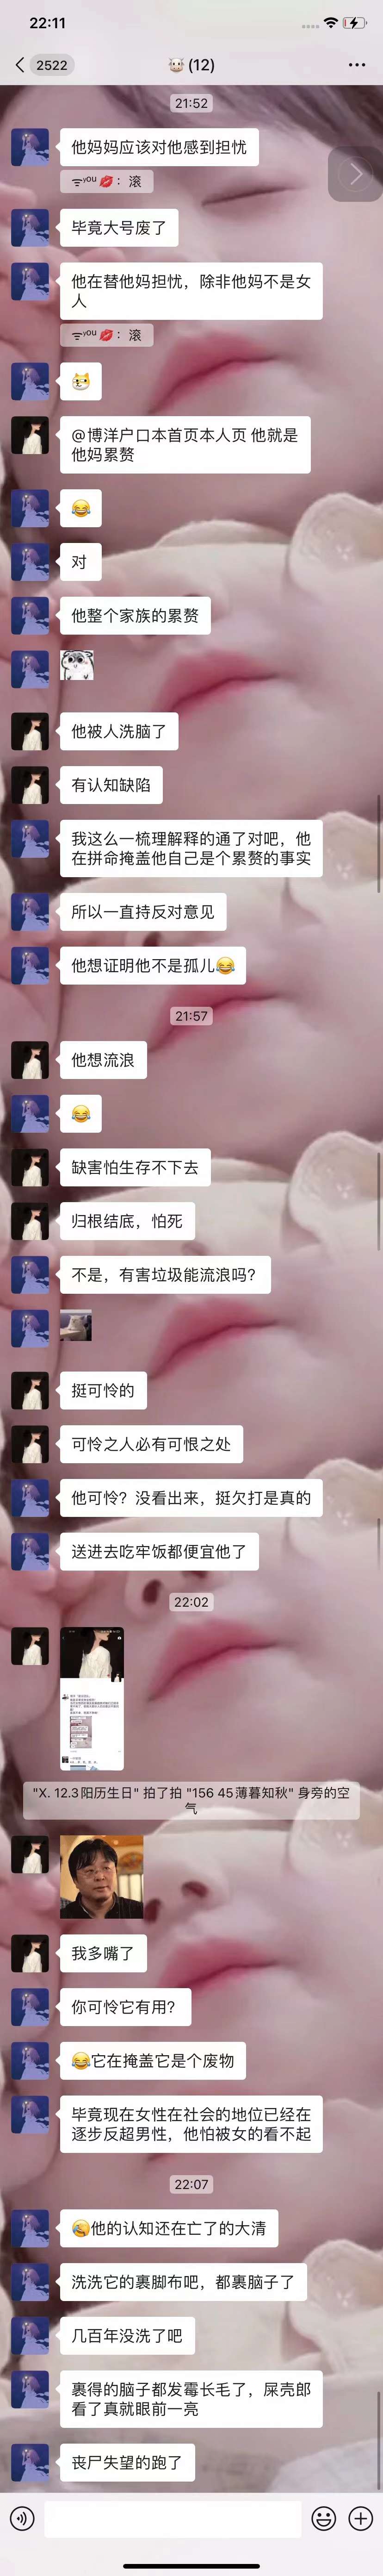 22:11
2522
(12)
21:52
他妈妈应该对他感到担忧
you💋：滚
毕竟大号废了
他在替他妈担忧，除非他妈不是女
人
you💋：滚
@博洋户口本首页本人页 他就是
他妈累赘
😂
对
他整个家族的累赘
他被人洗脑了
有认知缺陷
我这么一梳理解释的通了对吧，他
在拼命掩盖他自己是个累赘的事实
所以一直持反对意见
他想证明他不是孤儿😂
21:57
他想流浪
😂
缺害怕生存不下去
归根结底，怕死
不是，有害垃圾能流浪吗？
挺可怜的
可怜之人必有可恨之处
他可怜？没看出来，挺欠打是真的
送进去吃牢饭都便宜他了
22:02
"X. 12.3阳历生日" 拍了拍 "156 45薄暮知秋" 身旁的空
气
我多嘴了
你可怜它有用？
😂它在掩盖它是个废物
毕竟现在女性在社会的地位已经在
逐步反超男性，他怕被女的看不起
22:07
🤣他的认知还在亡了的大清
洗洗它的裹脚布吧，都裹脑子了
几百年没洗了吧
裹得的脑子都发霉长毛了，屎壳郎
看了真就眼前一亮
丧尸失望的跑了